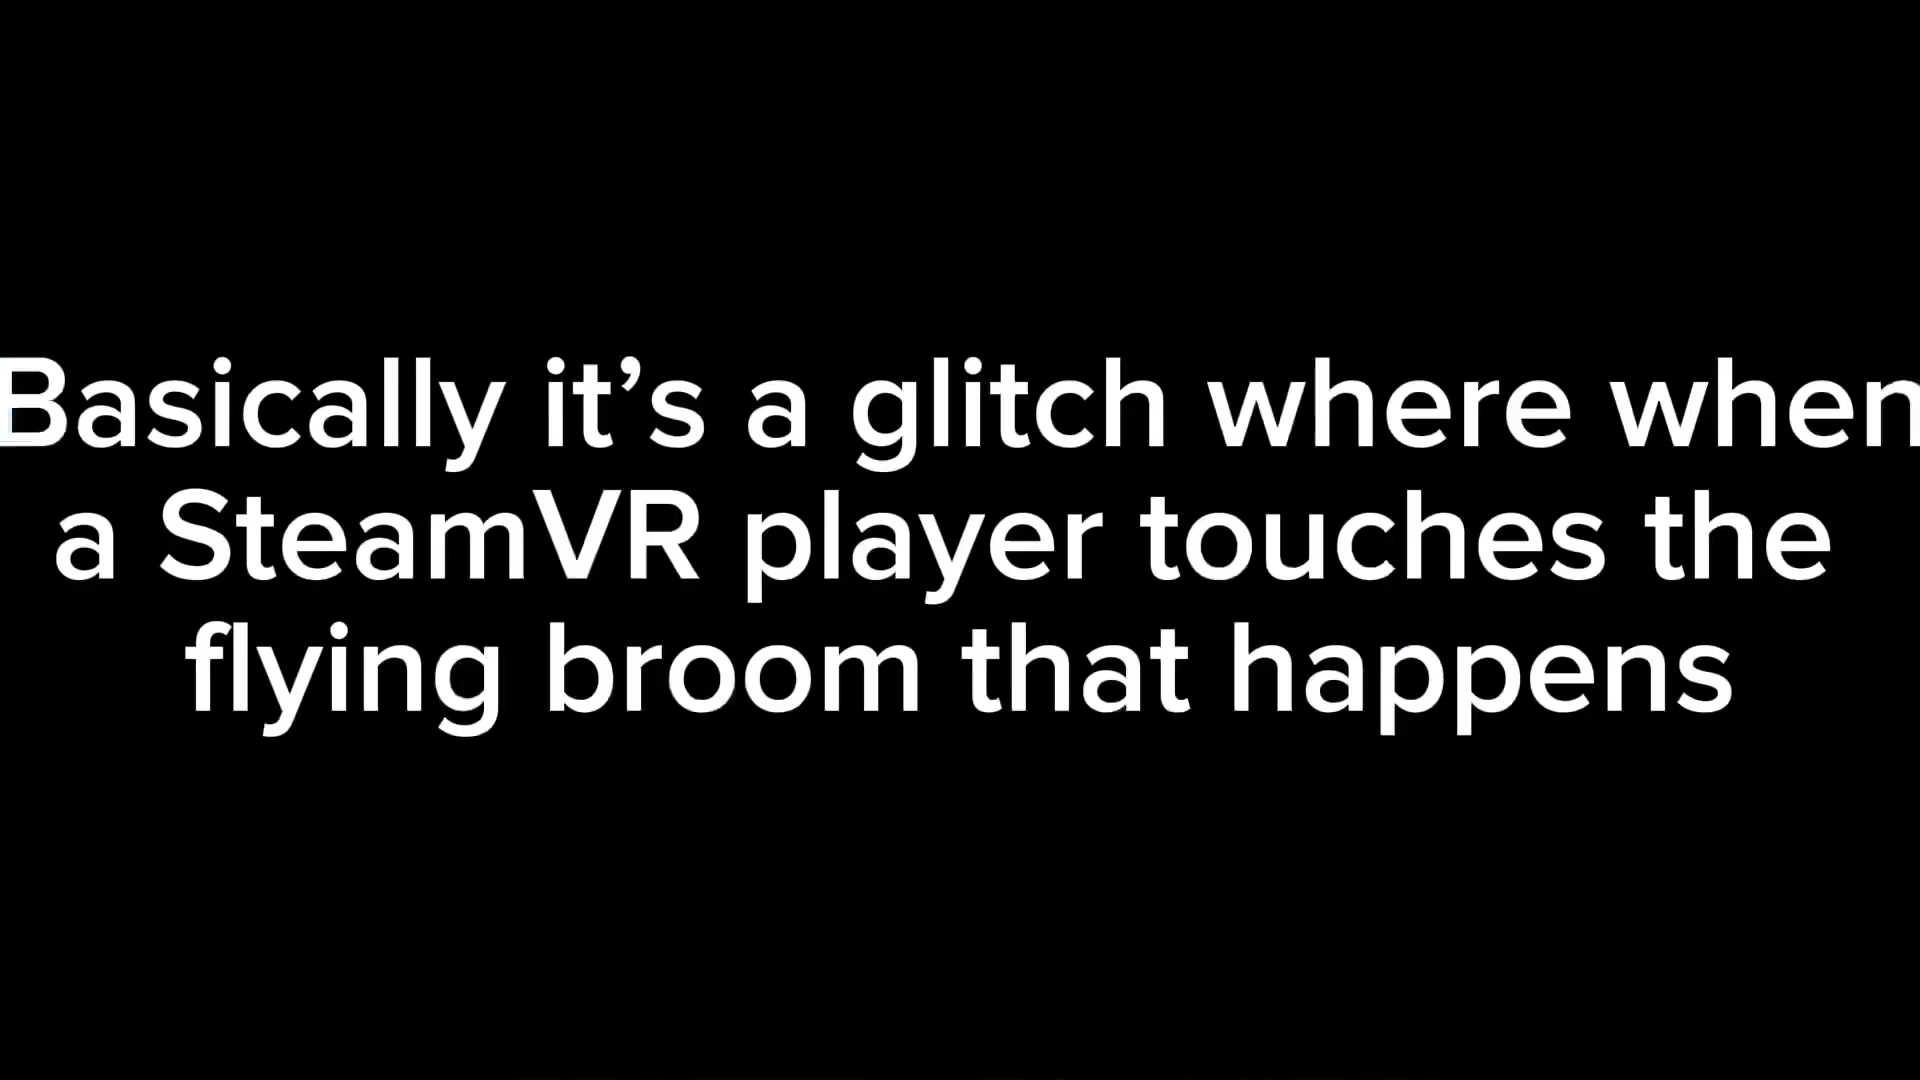 Basically it’s a glitch where when
a SteamVR player touches the
flying broom that happens